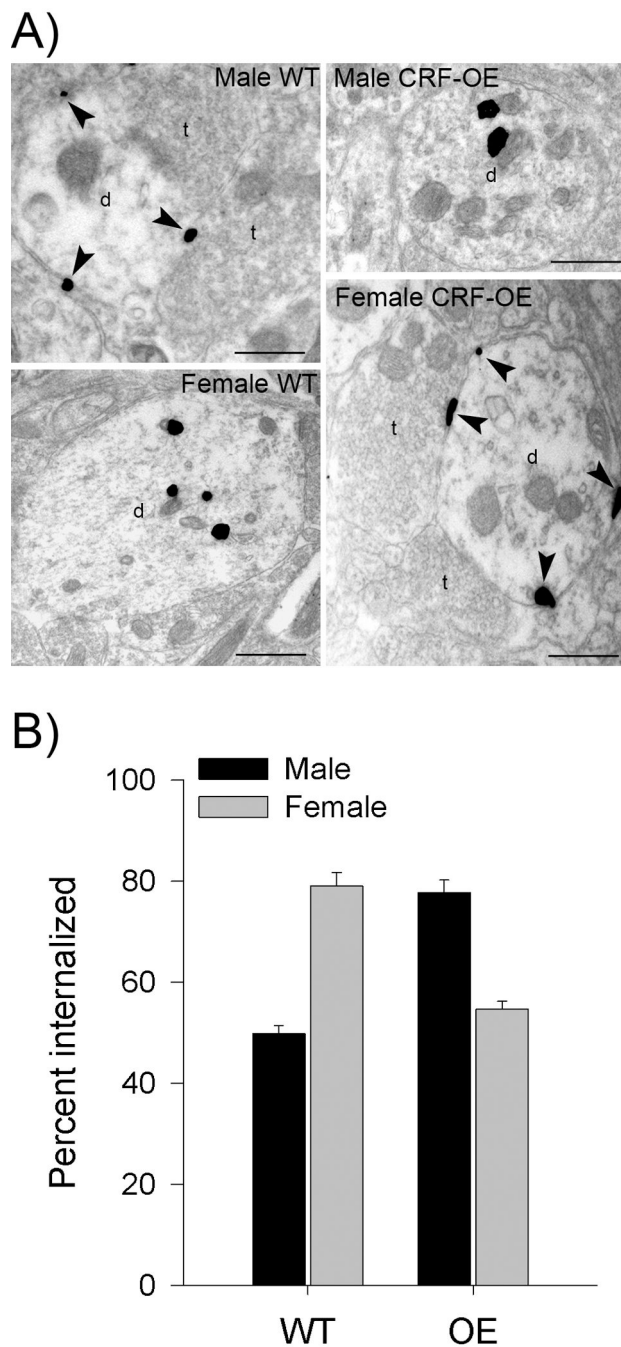 A)
Male WT
t
d
t
Male CRF-OE
d
Female WT
d
Female CRF-OE
t
d
t
B)
Male
Female
100
80
60
40
20
0
Percent internalized
WT
OE